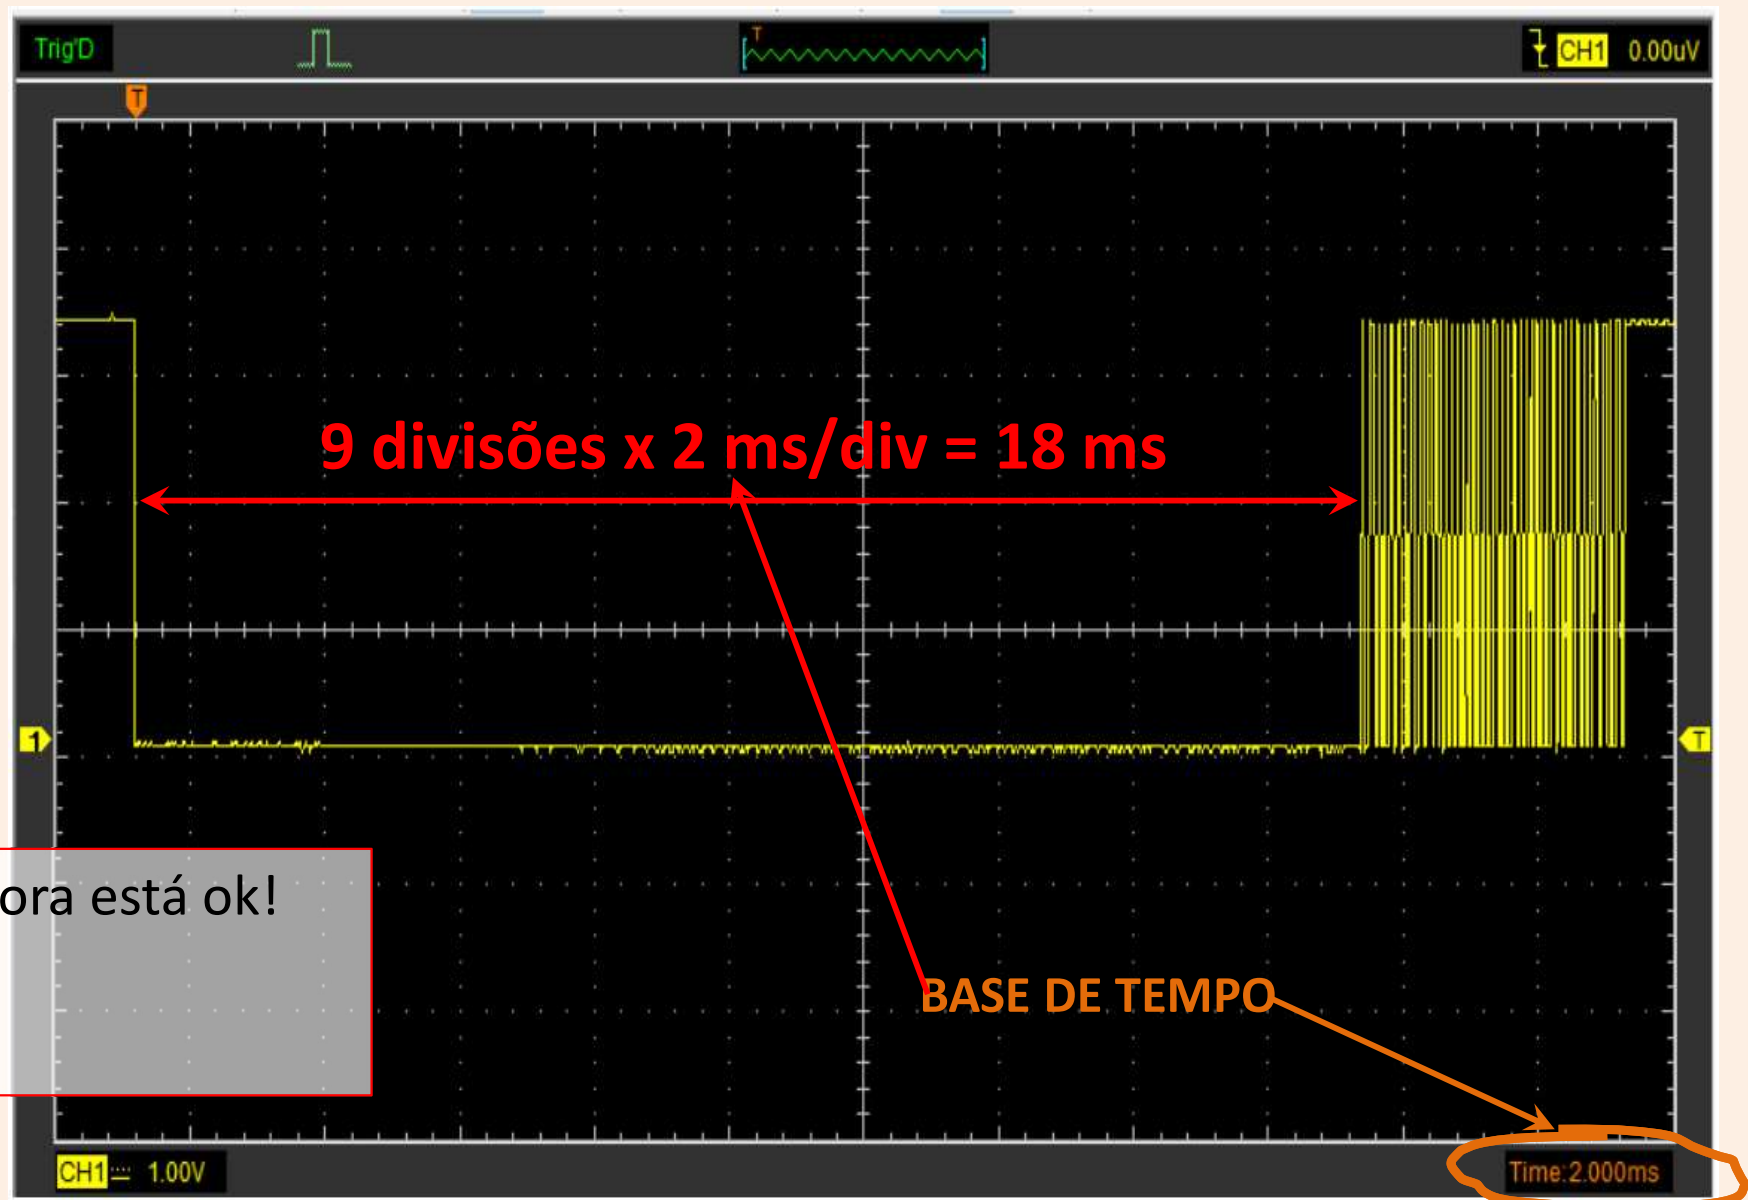 Trig'D
T
CH1 0.00uV
T
9 divisões x 2 ms/div = 18 ms
1
T
ora está ok!
BASE DE TEMPO
CH1 1.00V
Time:2.000ms